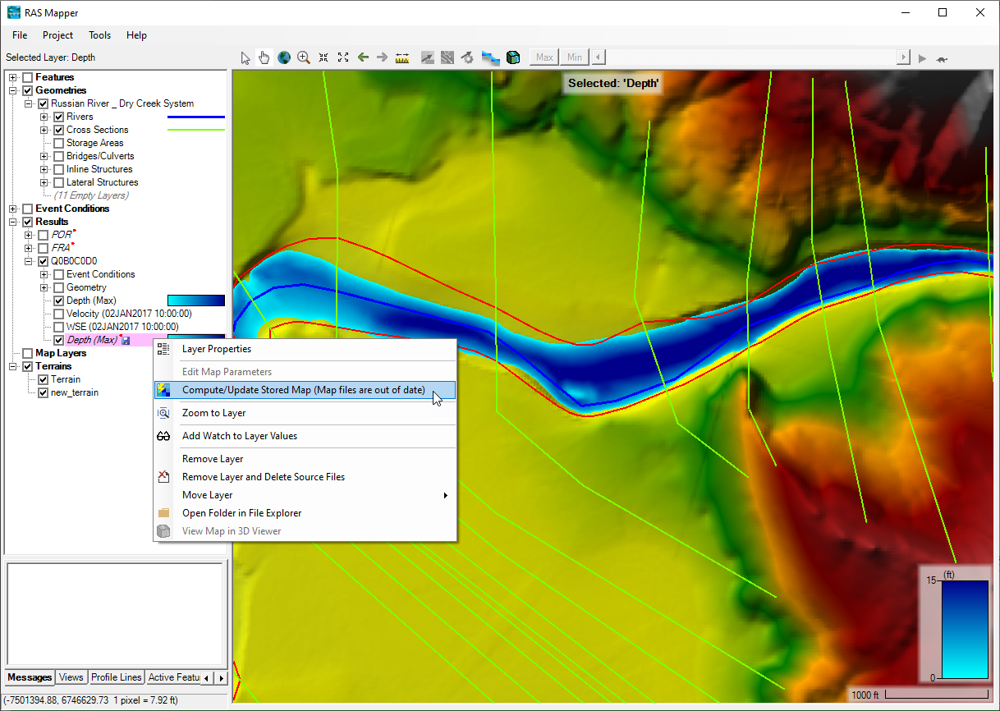 RAS Mapper
File Project Tools Help
Selected Layer: Depth
Max Min
Features
Geometries
Russian River _ Dry Creek System
Rivers
Cross Sections
Storage Areas
Bridges/Culverts
Inline Structures
Lateral Structures
(11 Empty Layers)
Event Conditions
Results
POR
FRA
Q0B0C0D0
Event Conditions
Geometry
Depth (Max)
Velocity (02JAN2017 10:00:00)
WSE (02JAN2017 10:00:00)
Depth (Max)
Map Layers
Terrains
Terrain
new_terrain
Selected: 'Depth'
Layer Properties
Edit Map Parameters
Compute/Update Stored Map (Map files are out of date)
Zoom to Layer
Add Watch to Layer Values
Remove Layer
Remove Layer and Delete Source Files
Move Layer
Open Folder in File Explorer
View Map in 3D Viewer
(ft)
15
0
1000 ft
Messages Views Profile Lines Active Featu
(-7501394.88, 6746629.73 1 pixel = 7.92 ft)